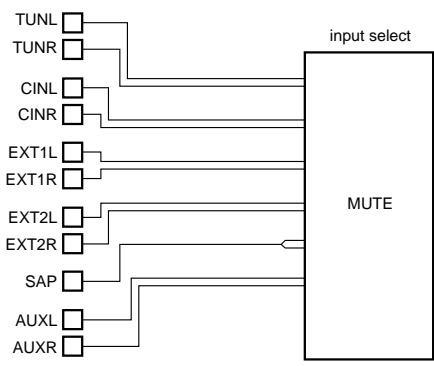 TUNL
input select
TUNR
CINL
CINR
EXT1L
EXT1R
MUTE
EXT2L
EXT2R
SAP
AUXL
AUXR